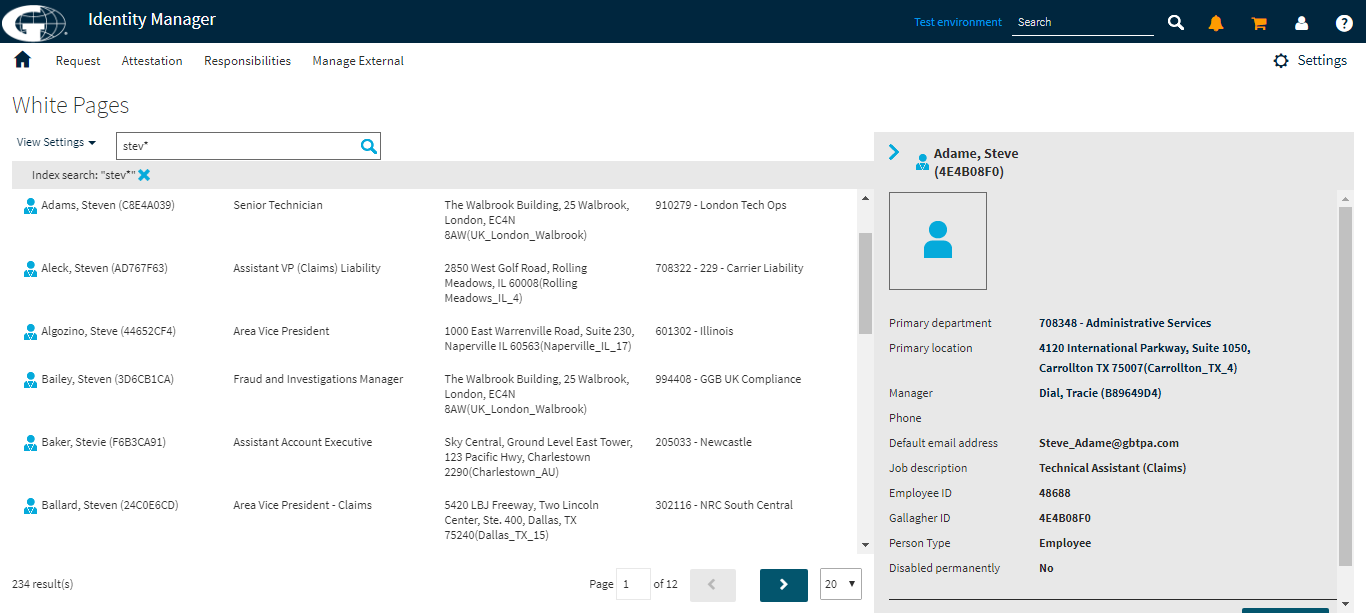 Identity Manager
Test environment
Search
Request Attestation Responsibilities Manage External
Settings
White Pages
View Settings
stev*
Index search: "stev*"
Adams, Steven (C8E4A039) Senior Technician The Walbrook Building, 25 Walbrook, 910279 - London Tech Ops
London, EC4N
8AW(UK_London_Walbrook)
Aleck, Steven (AD767F63) Assistant VP (Claims) Liability 2850 West Golf Road, Rolling 708322 - 229 - Carrier Liability
Meadows, IL 60008(Rolling
Meadows_IL_4)
Algozino, Steve (44652CF4) Area Vice President 1000 East Warrenville Road, Suite 230, 601302 - Illinois
Naperville IL 60563(Naperville_IL_17)
Bailey, Steven (3D6CB1CA) Fraud and Investigations Manager The Walbrook Building, 25 Walbrook, 994408 - GGB UK Compliance
London, EC4N
8AW(UK_London_Walbrook)
Baker, Stevie (F6B3CA91) Assistant Account Executive Sky Central, Ground Level East Tower, 205033 - Newcastle
123 Pacific Hwy, Charlestown
2290(Charlestown_AU)
Ballard, Steven (24C0E6CD) Area Vice President - Claims 5420 LBJ Freeway, Two Lincoln 302116 - NRC South Central
Center, Ste. 400, Dallas, TX
75240(Dallas_TX_15)
234 result(s)
Page 1 of 12
20
Adame, Steve
(4E4B08F0)
Primary department 708348 - Administrative Services
Primary location 4120 International Parkway, Suite 1050,
Carrollton TX 75007(Carrollton_TX_4)
Manager Dial, Tracie (B89649D4)
Phone
Default email address Steve_Adame@gbtpa.com
Job description Technical Assistant (Claims)
Employee ID 48688
Gallagher ID 4E4B08F0
Person Type Employee
Disabled permanently No